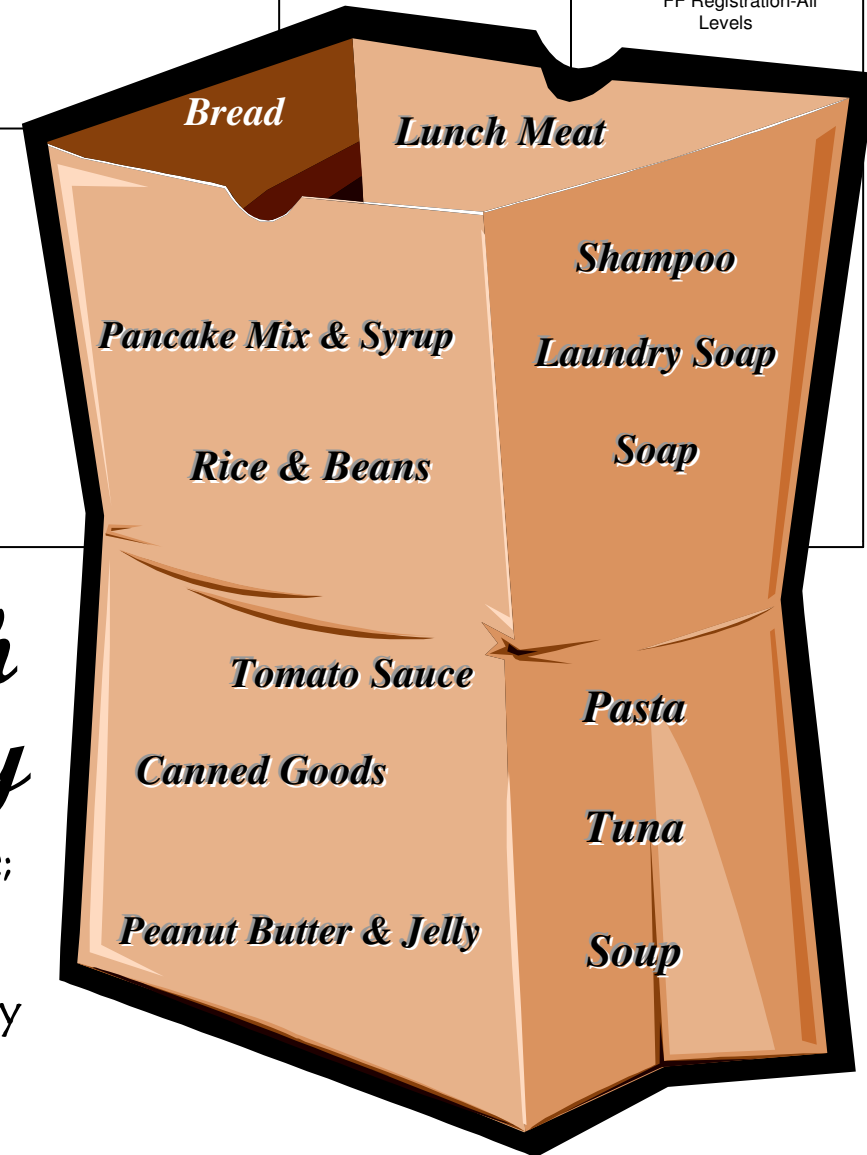 FF Registration-All
Levels
Bread
Lunch Meat
Shampoo
Pancake Mix & Syrup
Laundry Soap
Rice & Beans
Soap
Tomato Sauce
Pasta
Canned Goods
Tuna
Peanut Butter & Jelly
Soup